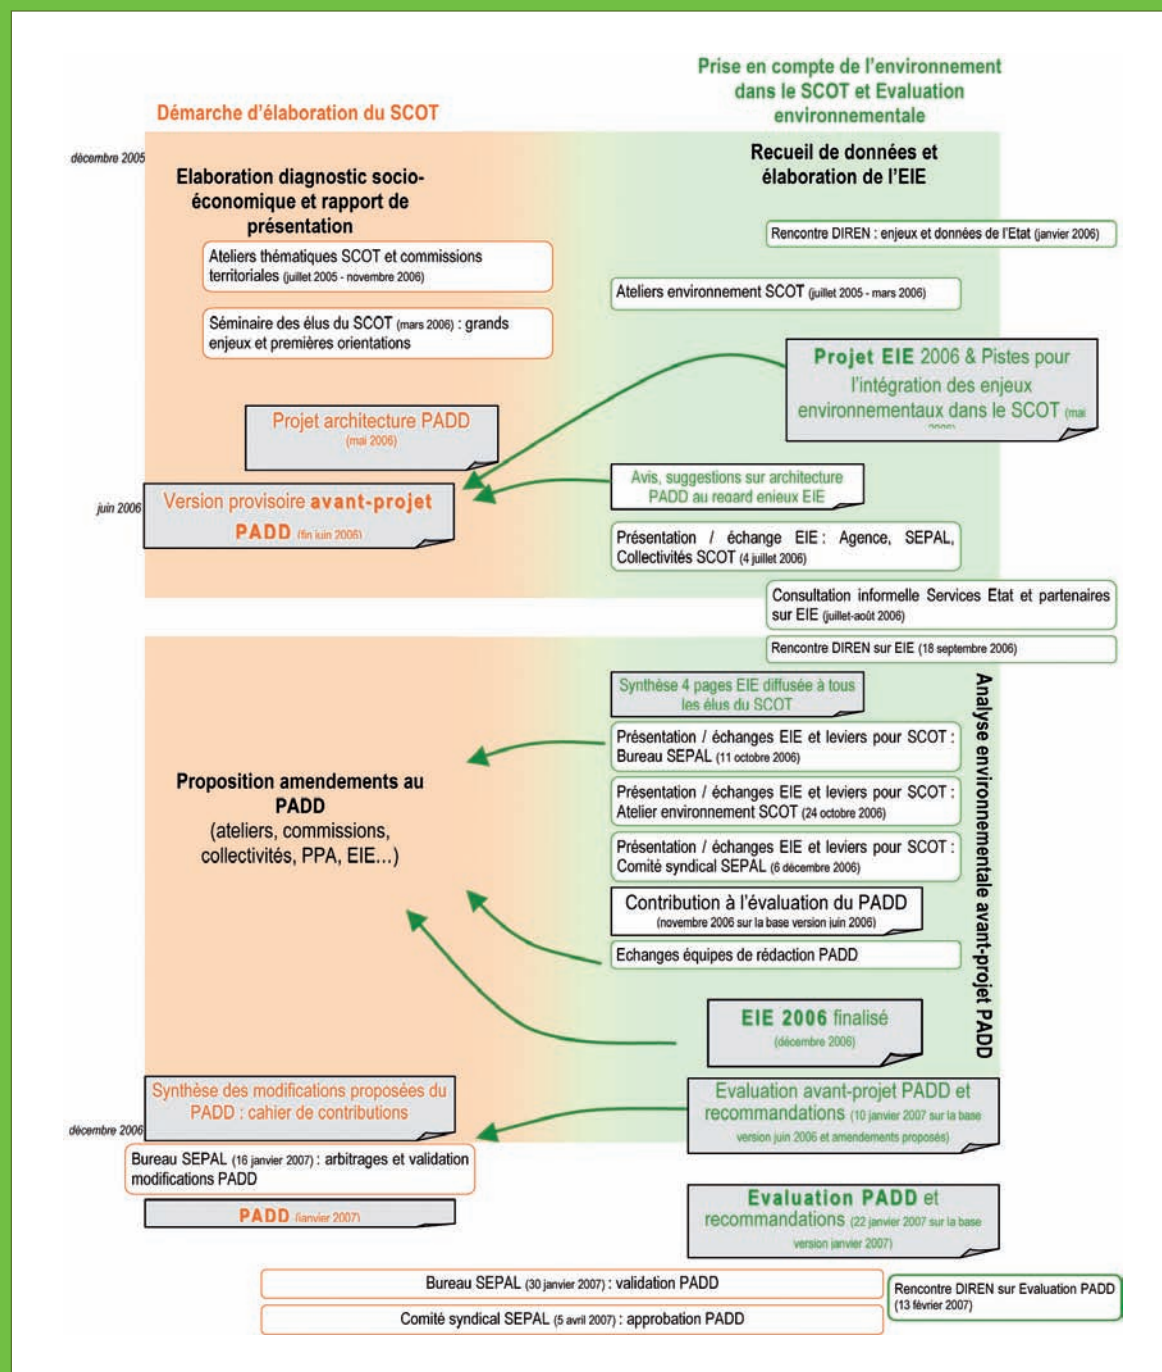 Prise en compte de l'environnement
dans le SCOT et Evaluation
environnementale
Démarche d'élaboration du SCOT
décembre 2005
Recueil de données et
élaboration de l'EIE
Elaboration diagnostic socio-
économique et rapport de
présentation
Rencontre DIREN : enjeux et données de l'Etat (janvier 2006)
Ateliers thématiques SCOT et commissions
territoriales (juillet 2005 - novembre 2006)
Ateliers environnement SCOT (juillet 2005 - mars 2006)
Séminaire des élus du SCOT (mars 2006) : grands
enjeux et premières orientations
Projet EIE 2006 & Pistes pour
l'intégration des enjeux
environnementaux dans le SCOT (mai
2006)
Projet architecture PADD
(mai 2006)
Avis, suggestions sur architecture
PADD au regard enjeux EIE
juin 2006
Version provisoire avant-projet
PADD (fin juin 2006)
Présentation / échange EIE : Agence, SEPAL,
Collectivités SCOT (4 juillet 2006)
Consultation informelle Services Etat et partenaires
sur EIE (juillet-août 2006)
Rencontre DIREN sur EIE (18 septembre 2006)
Synthèse 4 pages EIE diffusée à tous
les élus du SCOT
Présentation / échanges EIE et leviers pour SCOT :
Bureau SEPAL (11 octobre 2006)
Proposition amendements au
PADD
(ateliers, commissions,
collectivités, PPA, EIE…)
Présentation / échanges EIE et leviers pour SCOT :
Atelier environnement SCOT (24 octobre 2006)
Présentation / échanges EIE et leviers pour SCOT :
Comité syndical SEPAL (6 décembre 2006)
Contribution à l'évaluation du PADD
(novembre 2006 sur la base version juin 2006)
Echanges équipes de rédaction PADD
Analyse environnementale avant-projet PADD
EIE 2006 finalisé
(décembre 2006)
Synthèse des modifications proposées du
PADD : cahier de contributions
Evaluation avant-projet PADD et
recommandations (10 janvier 2007 sur la base
version juin 2006 et amendements proposés)
décembre 2006
Bureau SEPAL (16 janvier 2007) : arbitrages et validation
modifications PADD
PADD (janvier 2007)
Evaluation PADD et
recommandations (22 janvier 2007 sur la base
version janvier 2007)
Bureau SEPAL (30 janvier 2007) : validation PADD
Rencontre DIREN sur Evaluation PADD
(13 février 2007)
Comité syndical SEPAL (5 avril 2007) : approbation PADD